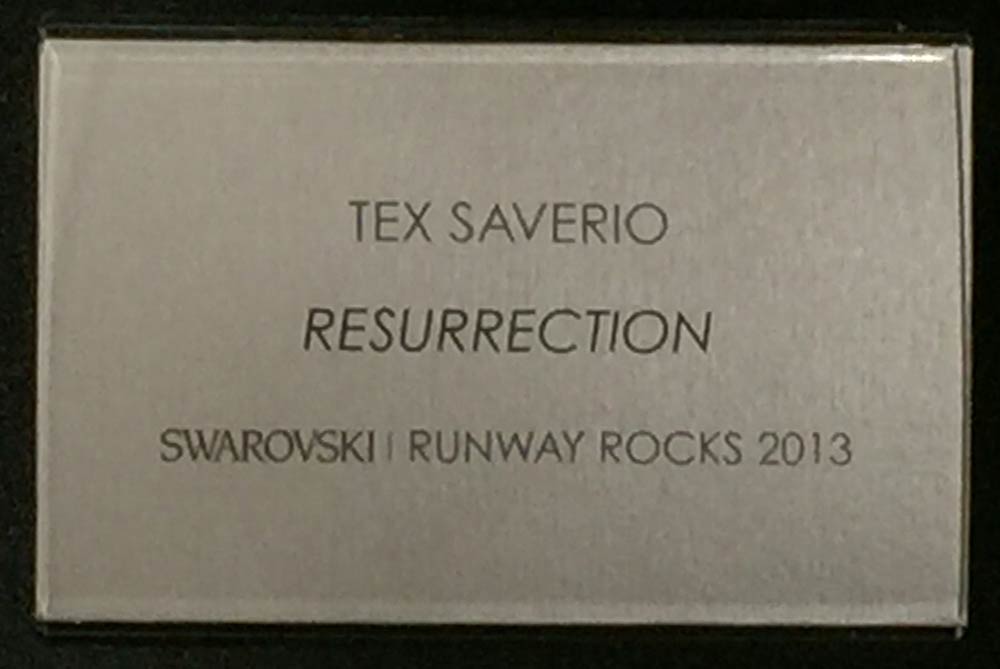 TEX SAVERIO
RESURRECTION
SWAROVSKI | RUNWAY ROCKS 2013